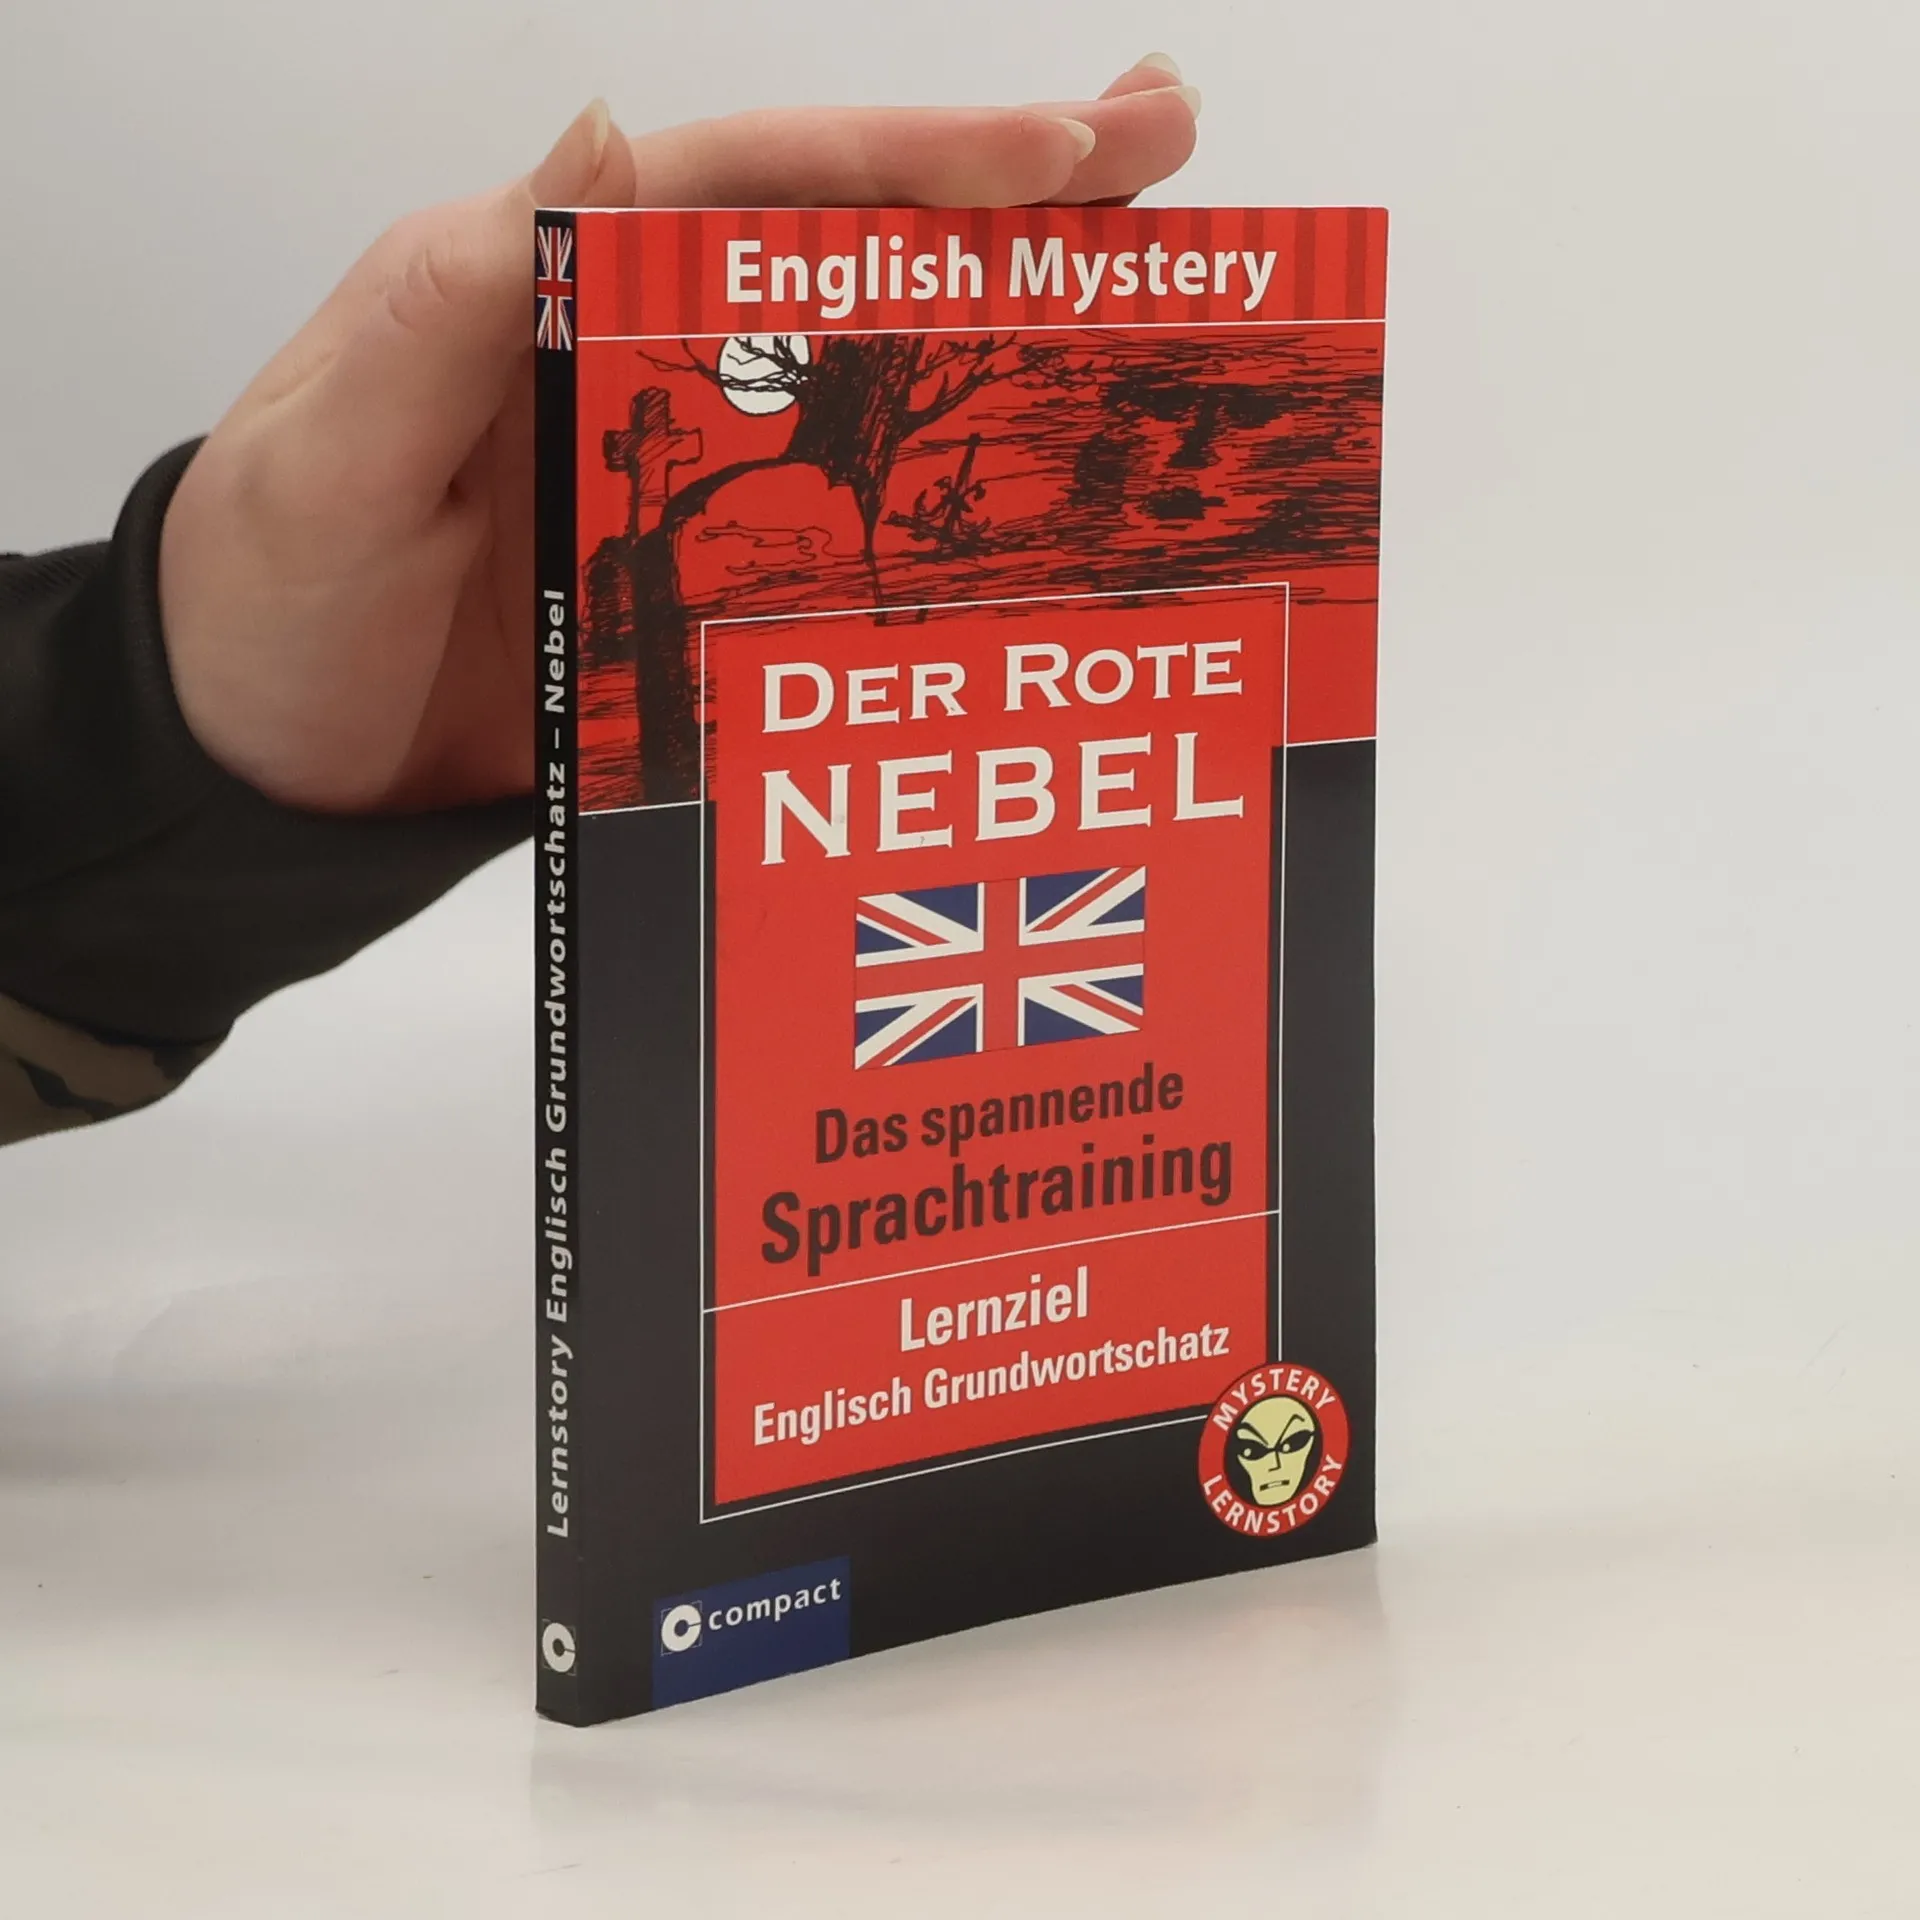 English Mystery
DER ROTE
NEBEL
Das spannende
Sprachtraining
Lernziel
Englisch Grundwortschatz
MYSTERY
LERNSTORY
compact
Lernstory Englisch Grundwortschatz – Nebel